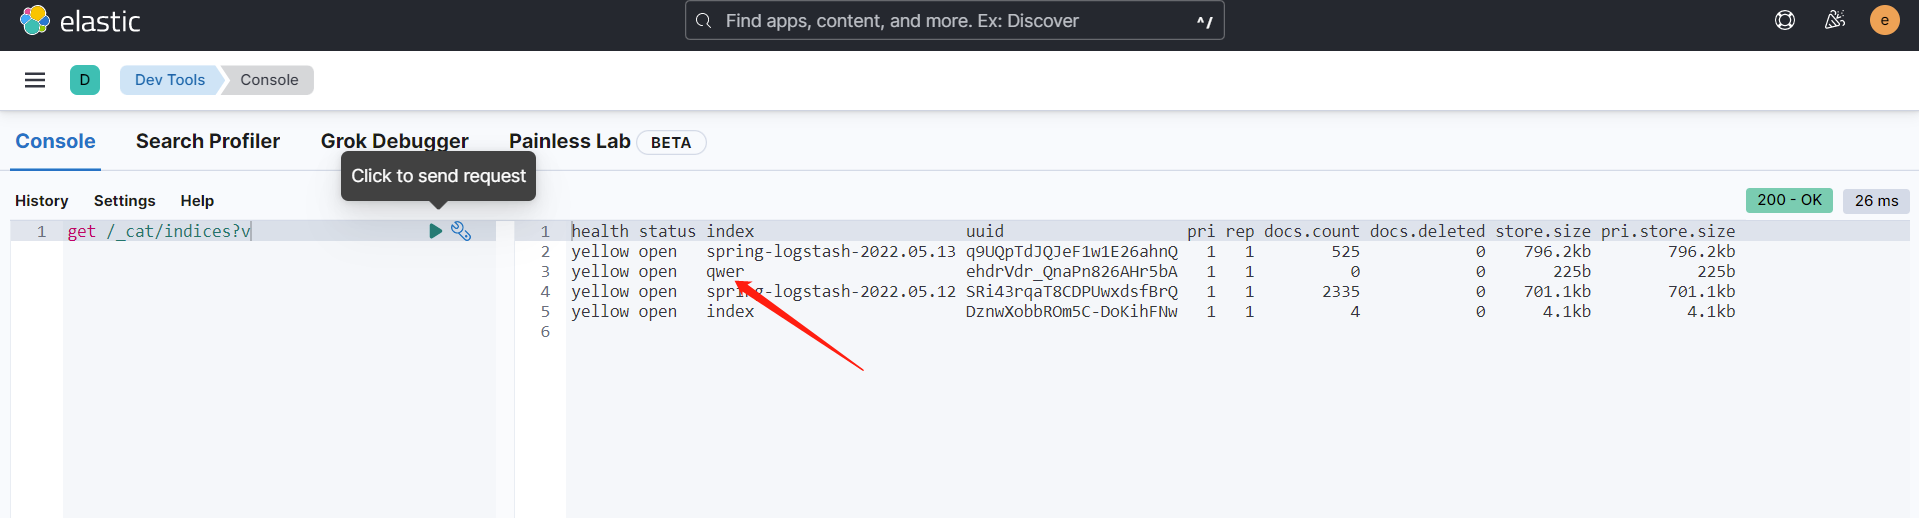 elastic
Find apps, content, and more. Ex: Discover
^/
e
D
Dev Tools
Console
Console
Search Profiler
Grok Debugger
Painless Lab
BETA
Click to send request
History
Settings
Help
200 - OK
26 ms
1 get /_cat/indices?v
1 health status index uuid pri rep docs.count docs.deleted store.size pri.store.size
2 yellow open spring-logstash-2022.05.13 q9UQpTdJQJeF1w1E26ahnQ 1 1 525 0 796.2kb 796.2kb
3 yellow open qwer ehdrVdr_QnaPn826AHr5bA 1 1 0 0 225b 225b
4 yellow open spring-logstash-2022.05.12 SRi43rqaT8CDPUwxdsfBrQ 1 1 2335 0 701.1kb 701.1kb
5 yellow open index DznwXobbROm5C-DoKihFNw 1 1 4 0 4.1kb 4.1kb
6